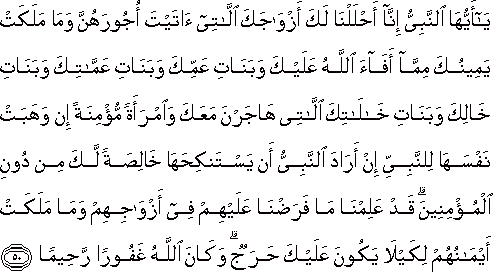 يَـٰٓأَيُّهَا ٱلنَّبِىُّ إِنَّآ أَحْلَلْنَا لَكَ أَزْوَٰجَكَ ٱلَّـٰتِىٓ ءَاتَيْتَ أُجُورَهُنَّ وَمَا مَلَكَتْ
يَمِينُكَ مِمَّآ أَفَآءَ ٱللَّهُ عَلَيْكَ وَبَنَاتِ عَمِّكَ وَبَنَاتِ عَمَّـٰتِكَ وَبَنَاتِ
خَالِكَ وَبَنَاتِ خَـٰلَـٰتِكَ ٱلَّـٰتِى هَاجَرْنَ مَعَكَ وَٱمْرَأَةً مُّؤْمِنَةً إِن وَهَبَتْ
نَفْسَهَا لِلنَّبِىِّ إِنْ أَرَادَ ٱلنَّبِىُّ أَن يَسْتَنكِحَهَا خَالِصَةً لَّكَ مِن دُونِ
ٱلْمُؤْمِنِينَ ۗ قَدْ عَلِمْنَا مَا فَرَضْنَا عَلَيْهِمْ فِىٓ أَزْوَٰجِهِمْ وَمَا مَلَكَتْ
أَيْمَـٰنُهُمْ لِكَيْلَا يَكُونَ عَلَيْكَ حَرَجٌ ۗ وَكَانَ ٱللَّهُ غَفُورًا رَّحِيمًا ٥٠